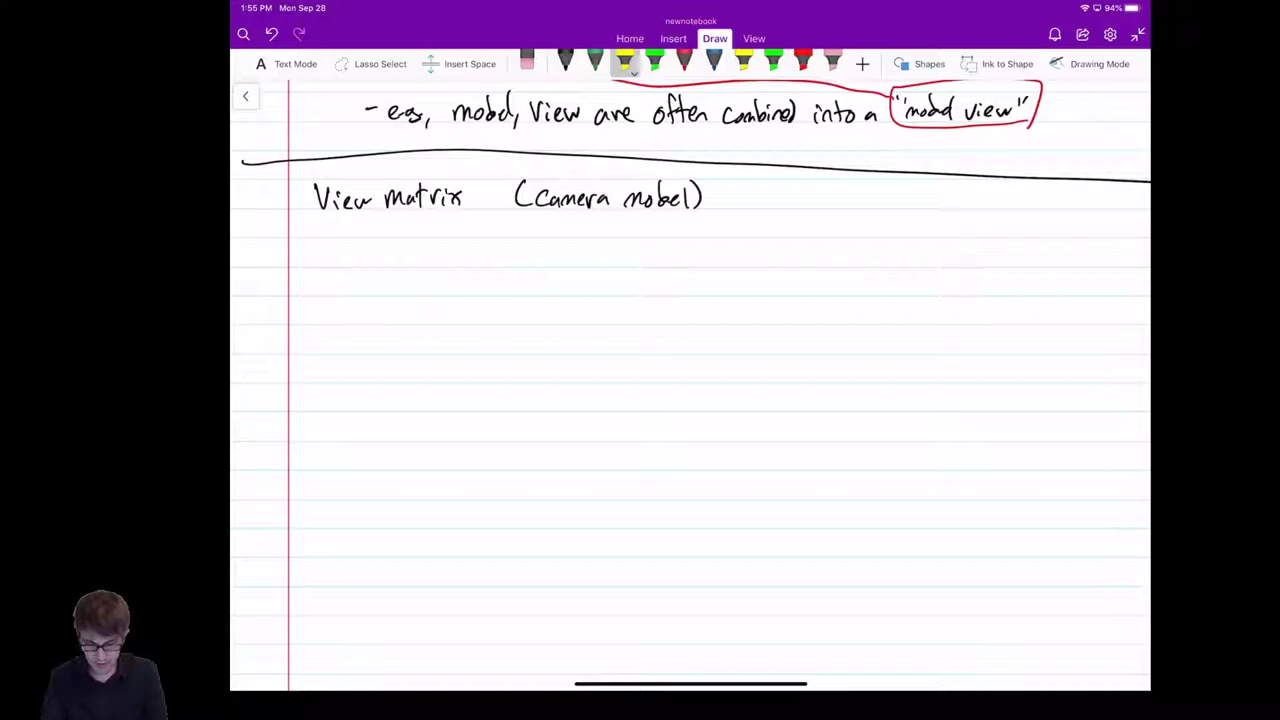 1:55 PM Mon Sep 28
94%
newnotebook
Home Insert Draw View
Text Mode Lasso Select Insert Space Shapes Ink to Shape Drawing Mode
- e.g., model, View are often combined into a "model view"
View matrix (camera model)